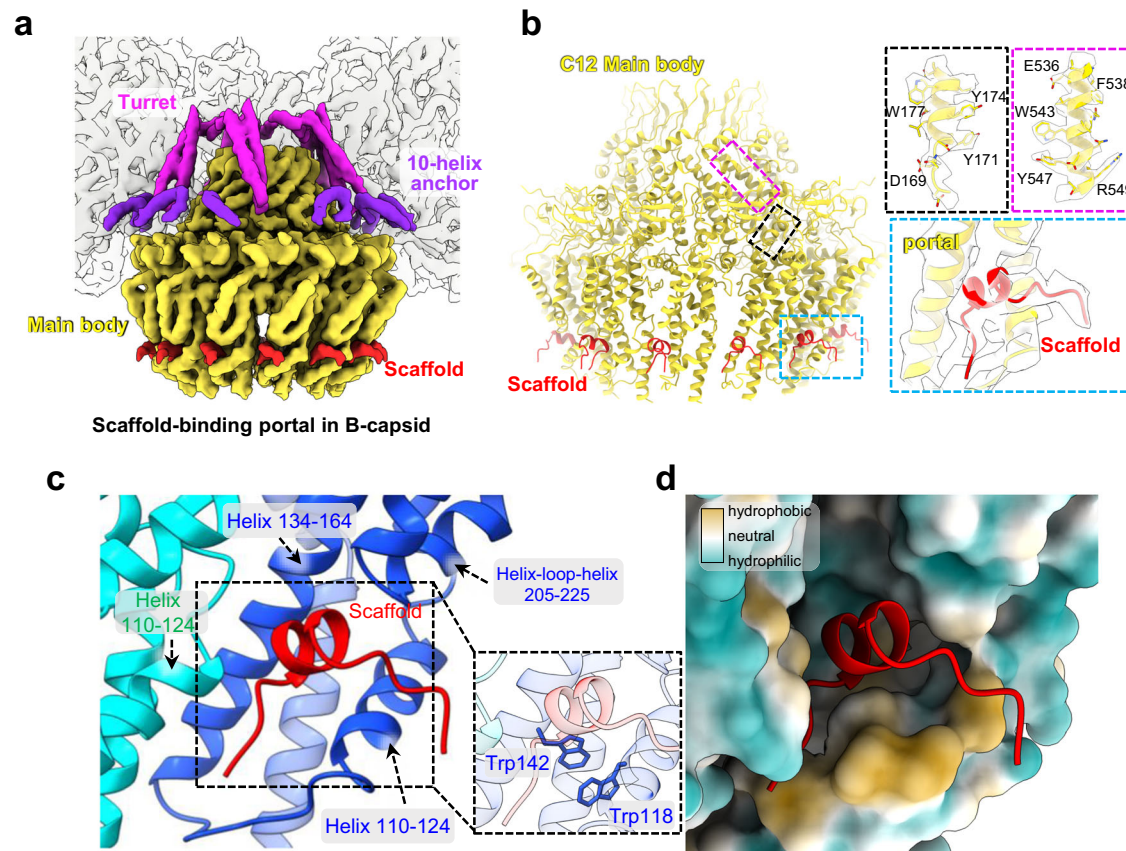 a
Turret
10-helix
anchor
Main body
Scaffold
Scaffold-binding portal in B-capsid
b
C12 Main body
Scaffold
W177
Y174
Y171
D169
E536
F538
W543
Y547
R549
portal
Scaffold
c
Helix 134-164
Helix
110-124
Scaffold
Helix-loop-helix
205-225
Helix 110-124
Trp142
Trp118
d
hydrophobic
neutral
hydrophilic